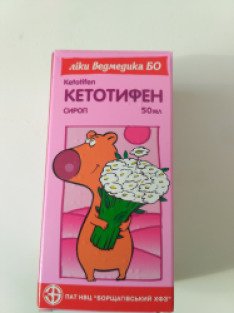 ліки ведмедика БО
Ketotifen
КЕТОТИФЕН
СИРОП 50 мл
ПАТ НВЦ "БОРЩАГІВСЬКИЙ ХФЗ"